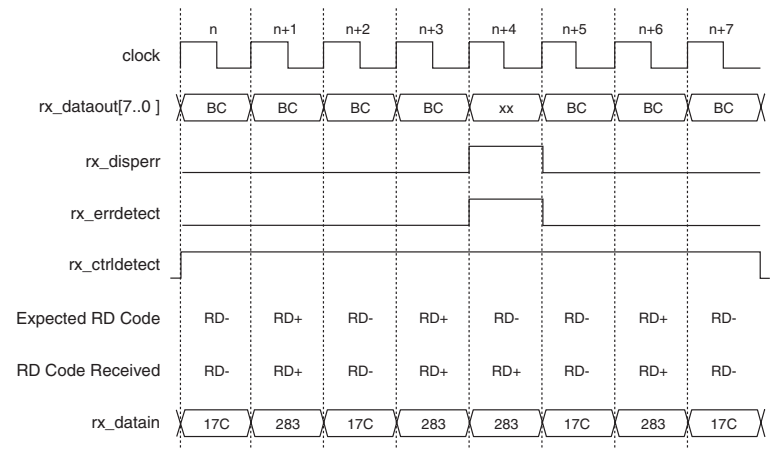 n n+1 n+2 n+3 n+4 n+5 n+6 n+7
clock
rx_dataout[7..0 ] BC BC BC BC xx BC BC BC
rx_disperr
rx_errdetect
rx_ctrldetect
Expected RD Code RD- RD+ RD- RD+ RD- RD- RD+ RD-
RD Code Received RD- RD+ RD- RD+ RD+ RD- RD+ RD-
rx_datain 17C 283 17C 283 283 17C 283 17C